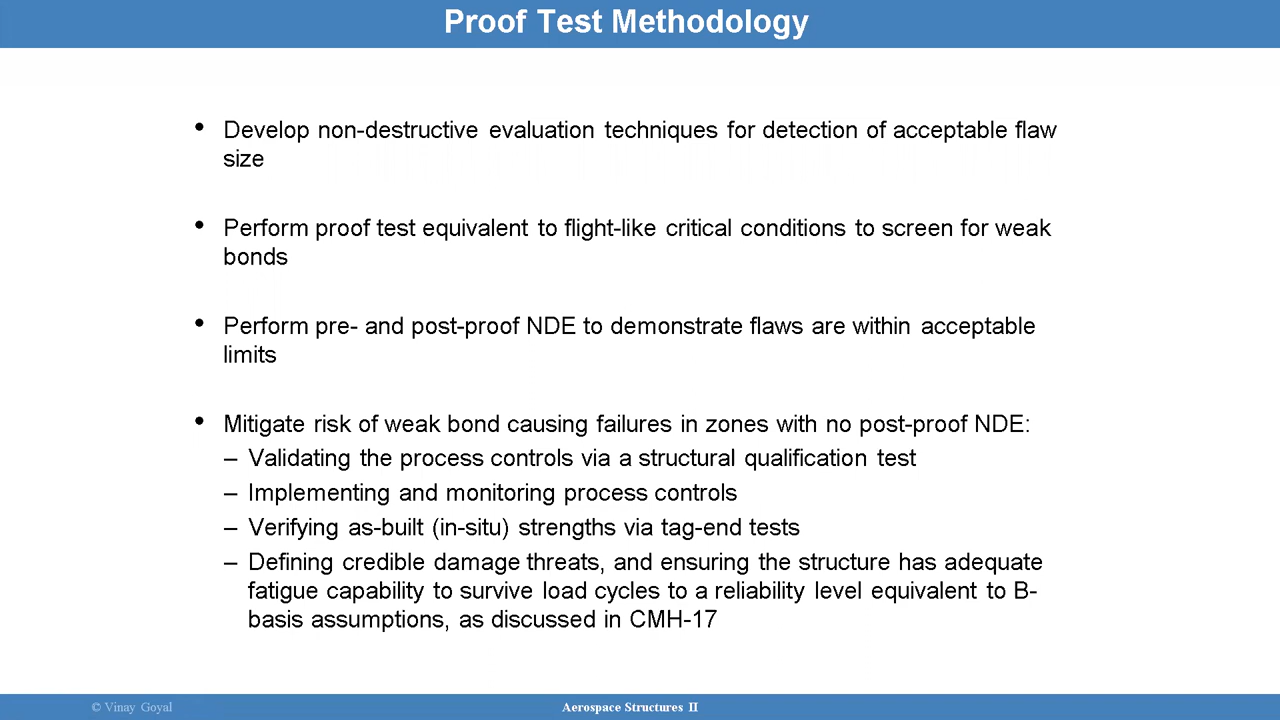 Proof Test Methodology
• Develop non-destructive evaluation techniques for detection of acceptable flaw
size
• Perform proof test equivalent to flight-like critical conditions to screen for weak
bonds
• Perform pre- and post-proof NDE to demonstrate flaws are within acceptable
limits
• Mitigate risk of weak bond causing failures in zones with no post-proof NDE:
– Validating the process controls via a structural qualification test
– Implementing and monitoring process controls
– Verifying as-built (in-situ) strengths via tag-end tests
– Defining credible damage threats, and ensuring the structure has adequate
fatigue capability to survive load cycles to a reliability level equivalent to B-
basis assumptions, as discussed in CMH-17
© Vinay Goyal
Aerospace Structures II